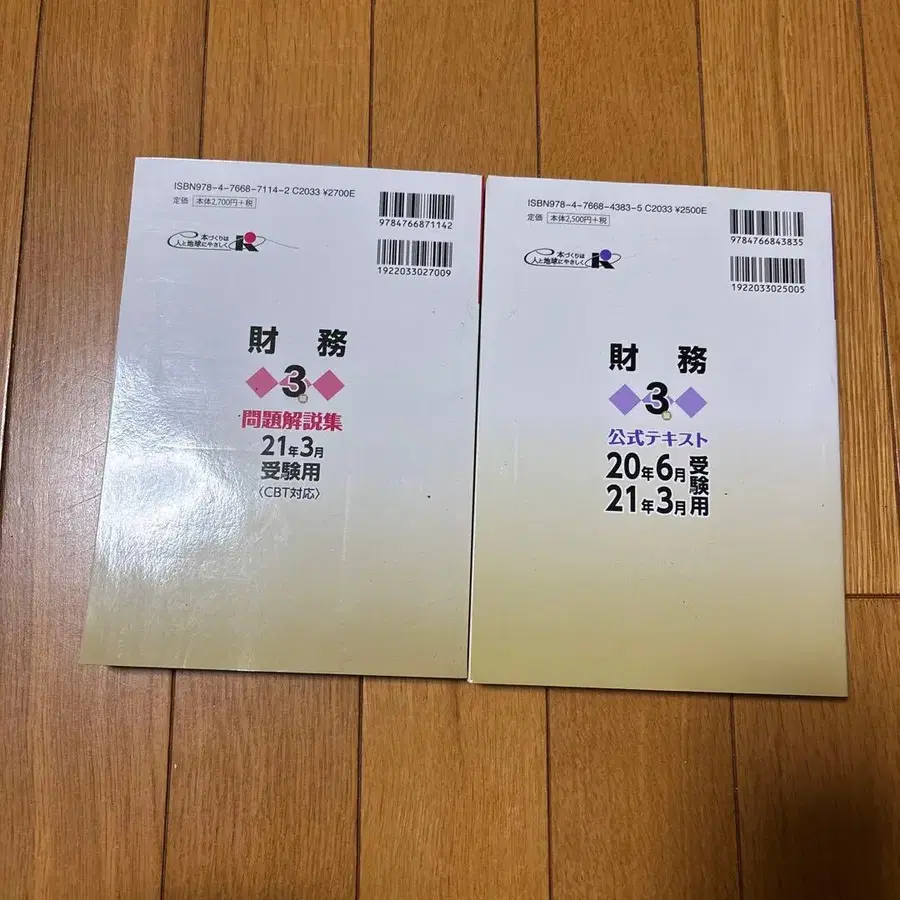 ISBN978-4-7668-7114-2 C2033 ¥2700E
定価 本体2,700円+税
9784766871142
本づくりは
人と地球にやさしく
1922033027009
財務
3級
問題解説集
21年3月
受験用
〈CBT対応〉
ISBN978-4-7668-4383-5 C2033 ¥2500E
定価 本体2,500円+税
9784766843835
本づくりは
人と地球にやさしく
1922033025005
財務
3級
公式テキスト
20年6月
21年3月
受験用